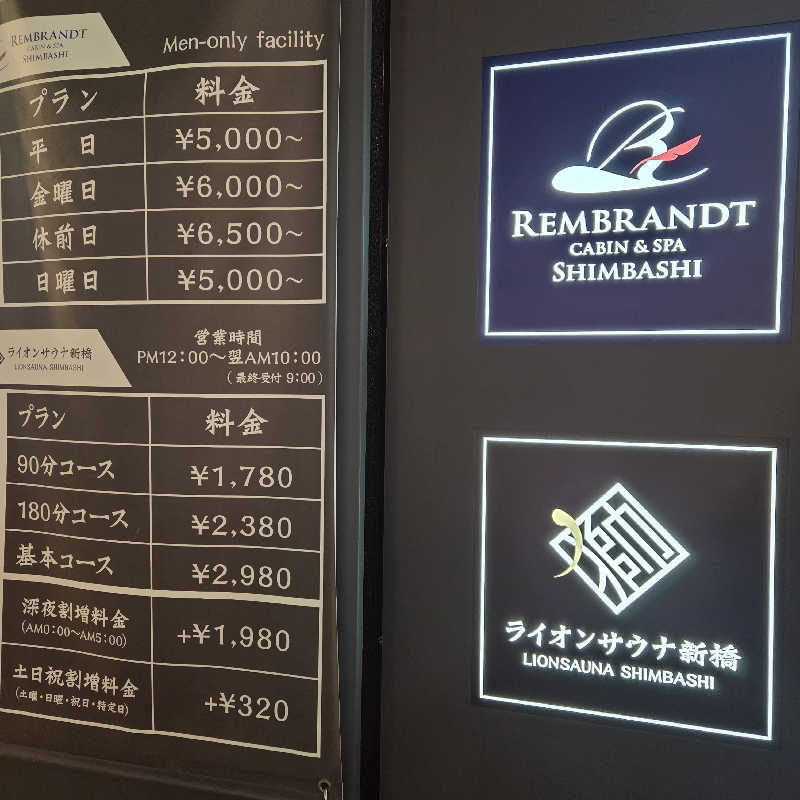 REMBRANDT
CABIN & SPA
SHIMBASHI
Men-only facility
プラン 料金
平日 ¥5,000~
金曜日 ¥6,000~
休前日 ¥6,500~
日曜日 ¥5,000~
ライオンサウナ新橋
LIONSAUNA SHIMBASHI
営業時間
PM12:00~翌AM10:00
(最終受付 9:00)
プラン 料金
90分コース ¥1,780
180分コース ¥2,380
基本コース ¥2,980
深夜割増料金
(AM0:00~AM5:00)
+¥1,980
土日祝割増料金
(土曜・日曜・祝日・特定日)
+¥320
REMBRANDT
CABIN & SPA
SHIMBASHI
ライオンサウナ新橋
LIONSAUNA SHIMBASHI